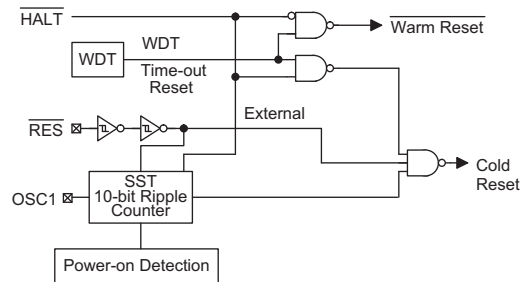 HALT
WDT
WDT
Time-out
Reset
Warm Reset
RES
External
Cold
Reset
OSC1
SST
10-bit Ripple
Counter
Power-on Detection